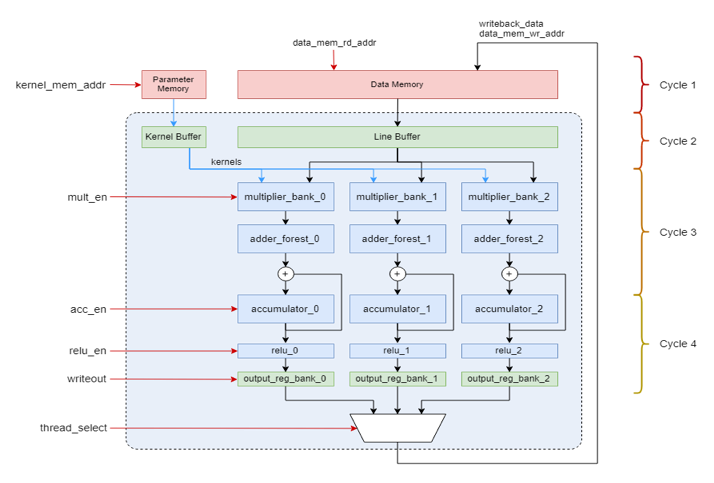 writeback_data
data_mem_wr_addr
data_mem_rd_addr
kernel_mem_addr
Parameter
Memory
Data Memory
Cycle 1
Kernel Buffer
Line Buffer
Cycle 2
kernels
mult_en
multiplier_bank_0
multiplier_bank_1
multiplier_bank_2
adder_forest_0
adder_forest_1
adder_forest_2
Cycle 3
+
+
+
acc_en
accumulator_0
accumulator_1
accumulator_2
relu_en
relu_0
relu_1
relu_2
Cycle 4
writeout
output_reg_bank_0
output_reg_bank_1
output_reg_bank_2
thread_select